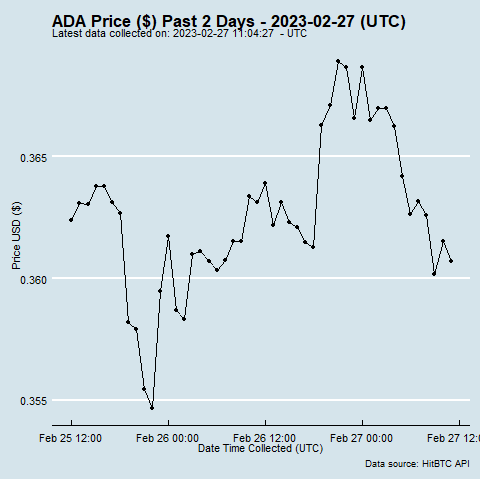 ADA Price ($) Past 2 Days - 2023-02-27 (UTC)
Latest data collected on: 2023-02-27 11:04:27  - UTC
0.365
0.360
0.355
Price USD ($)
Feb 25 12:00
Feb 26 00:00
Feb 26 12:00
Feb 27 00:00
Feb 27 12:00
Date Time Collected (UTC)
Data source: HitBTC API